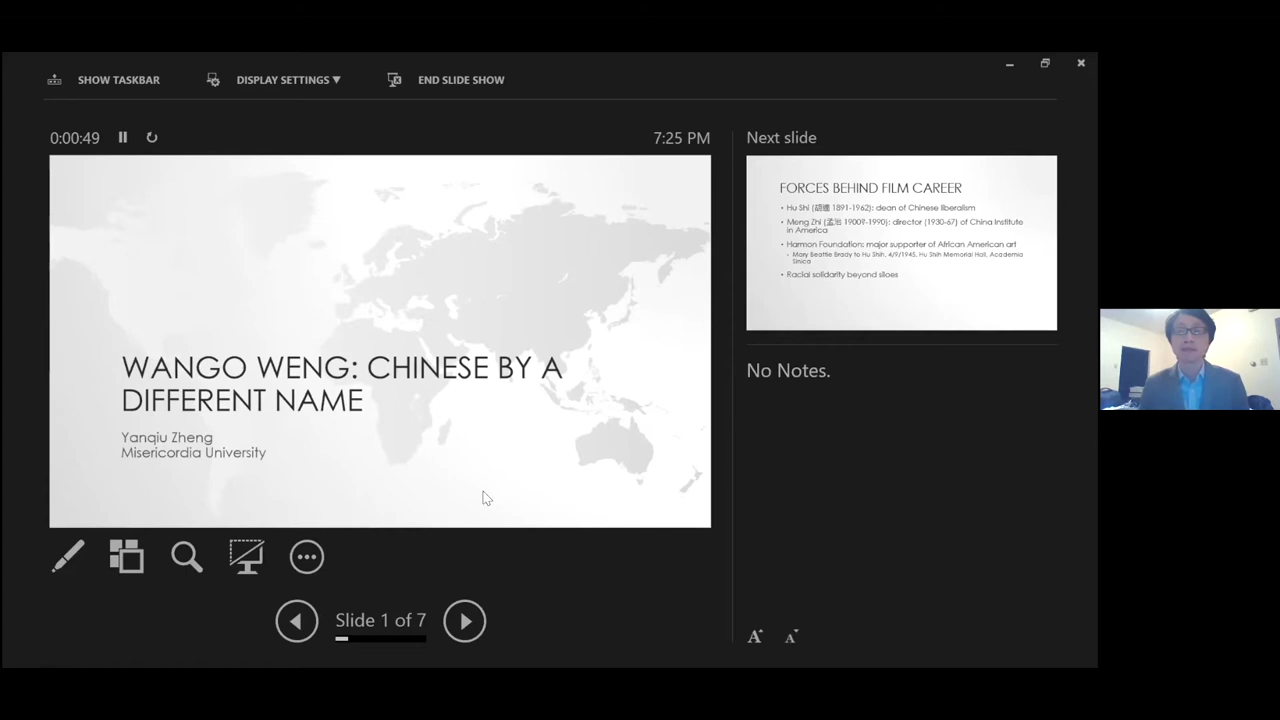 SHOW TASKBAR
DISPLAY SETTINGS ▼
END SLIDE SHOW
0:00:49
7:25 PM
WANGO WENG: CHINESE BY A
DIFFERENT NAME
Yanqiu Zheng
Misericordia University
Slide 1 of 7
Next slide
FORCES BEHIND FILM CAREER
• Hu Shi (胡適 1891-1962): dean of Chinese liberalism
• Meng Zhi (孟治 1900?-1990): director (1930-67) of China Institute
in America
• Harmon Foundation: major supporter of African American art
• Mary Beattie Brady to Hu Shih, 4/9/1945, Hu Shih Memorial Hall, Academia
Sinica
• Racial solidarity beyond siloes
No Notes.
A A